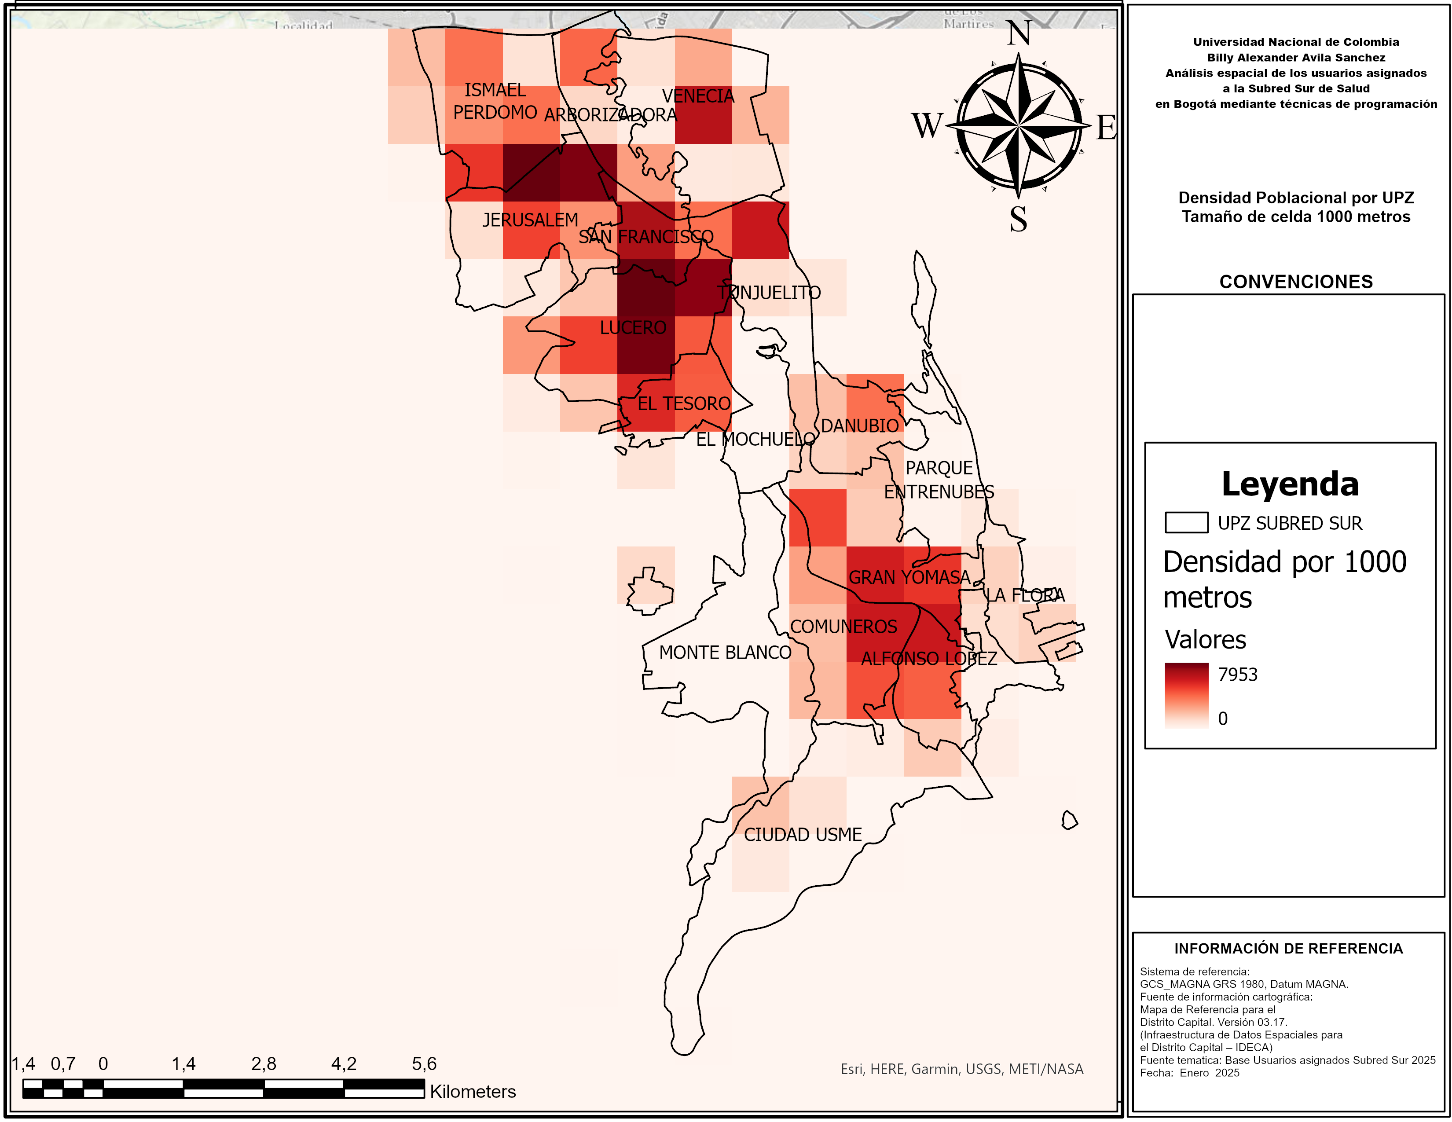 Localidad
de Los
Martires
N
W
E
S
ISMAEL
PERDOMO
ARBORIZADORA
VENECIA
JERUSALEM
SAN FRANCISCO
TUNJUELITO
LUCERO
EL TESORO
EL MOCHUELO
DANUBIO
PARQUE
ENTRENUBES
GRAN YOMASA
LA FLORA
COMUNEROS
MONTE BLANCO
ALFONSO LOPEZ
CIUDAD USME
1,4 0,7 0 1,4 2,8 4,2 5,6
Kilometers
Esri, HERE, Garmin, USGS, METI/NASA
Universidad Nacional de Colombia
Billy Alexander Avila Sanchez
Análisis espacial de los usuarios asignados
a la Subred Sur de Salud
en Bogotá mediante técnicas de programación
Densidad Poblacional por UPZ
Tamaño de celda 1000 metros
CONVENCIONES
Leyenda
UPZ SUBRED SUR
Densidad por 1000
metros
Valores
7953
0
INFORMACIÓN DE REFERENCIA
Sistema de referencia:
GCS_MAGNA GRS 1980, Datum MAGNA.
Fuente de información cartográfica:
Mapa de Referencia para el
Distrito Capital. Versión 03.17.
(Infraestructura de Datos Espaciales para
el Distrito Capital – IDECA)
Fuente tematica: Base Usuarios asignados Subred Sur 2025
Fecha: Enero 2025